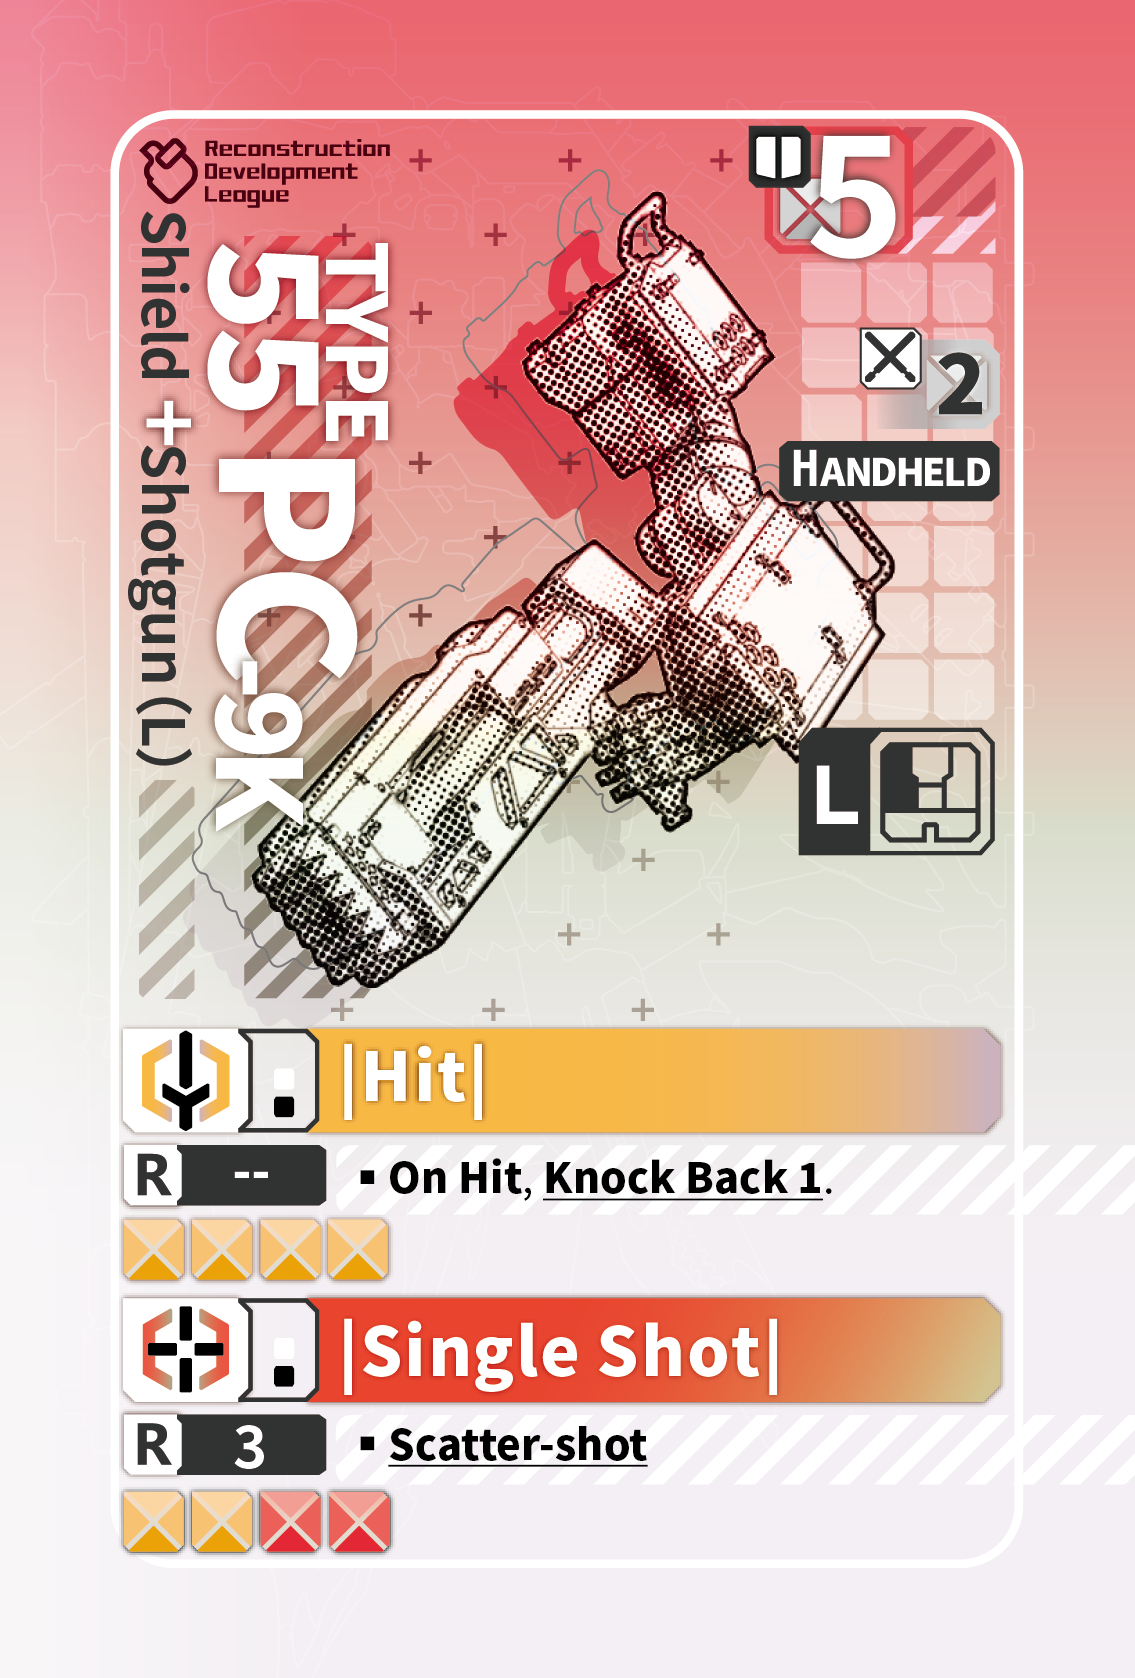 Reconstruction
Development
League
5
Shield +Shotgun (L)
TYPE
55 PC-9K
2
HANDHELD
L
|Hit|
R --
▪ On Hit, Knock Back 1.
|Single Shot|
R 3
▪ Scatter-shot